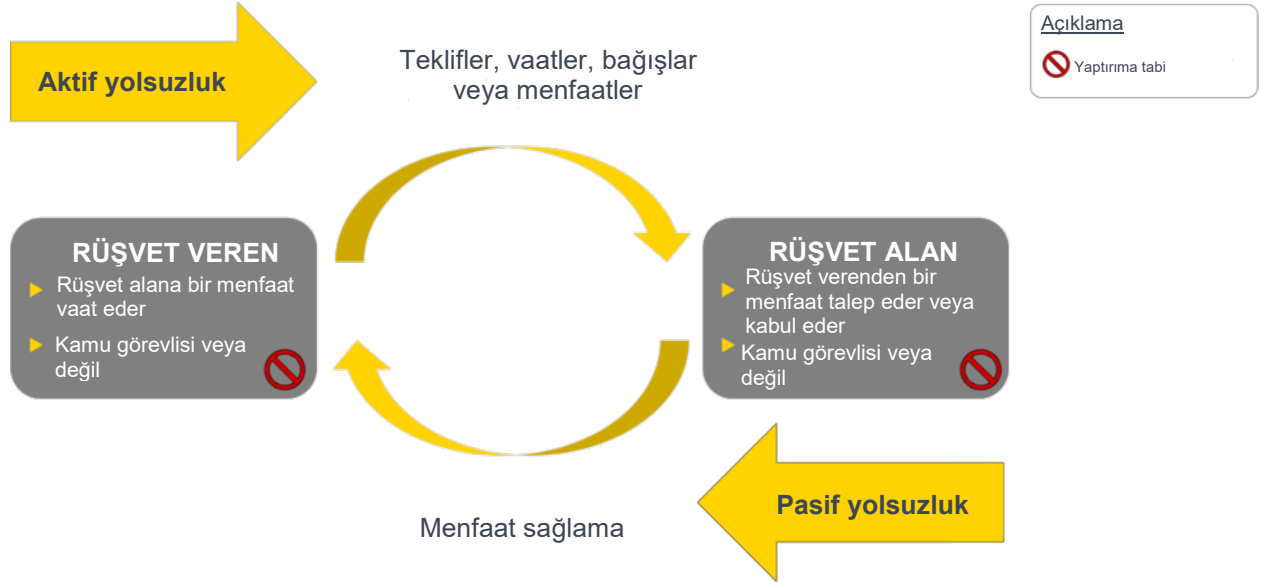 Aktif yolsuzluk
Teklifler, vaatler, bağışlar
veya menfaatler
Açıklama
Yaptırıma tabi
RÜŞVET VEREN
Rüşvet alana bir menfaat
vaat eder
Kamu görevlisi veya
değil
RÜŞVET ALAN
Rüşvet verenden bir
menfaat talep eder veya
kabul eder
Kamu görevlisi veya
değil
Menfaat sağlama
Pasif yolsuzluk